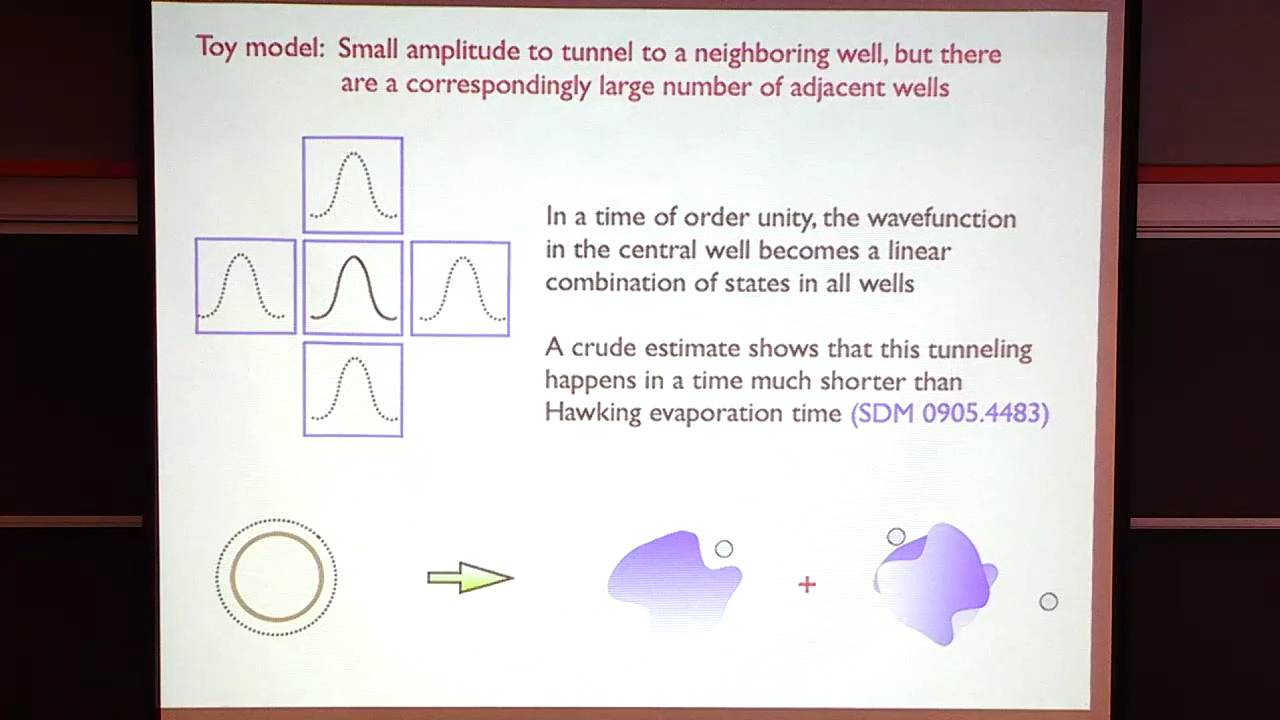 Toy model: Small amplitude to tunnel to a neighboring well, but there
are a correspondingly large number of adjacent wells
In a time of order unity, the wavefunction
in the central well becomes a linear
combination of states in all wells
A crude estimate shows that this tunneling
happens in a time much shorter than
Hawking evaporation time (SDM 0905.4483)
+